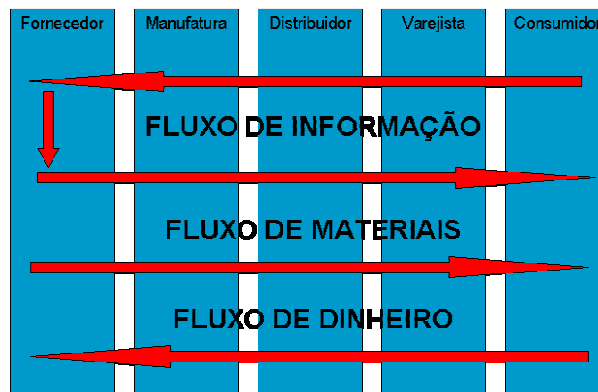 Fornecedor Manufatura Distribuidor Varejista Consumidor
FLUXO DE INFORMAÇÃO
FLUXO DE MATERIAIS
FLUXO DE DINHEIRO